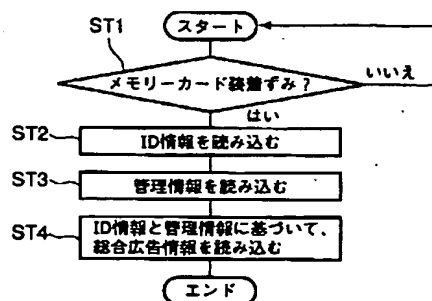 スタート
ST1
メモリーカード装着ずみ?
いいえ
はい
ST2
ID情報を読み込む
ST3
管理情報を読み込む
ST4
ID情報と管理情報に基づいて、
総合広告情報を読み込む
エンド